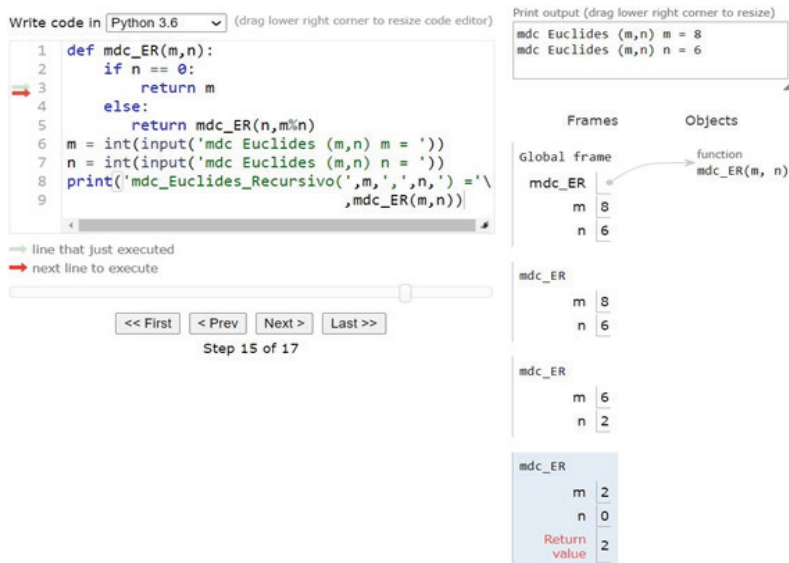 Write code in Python 3.6 (drag lower right corner to resize code editor)
1 def mdc_ER(m,n):
2 if n == 0:
3 return m
4 else:
5 return mdc_ER(n,m%n)
6 m = int(input('mdc Euclides (m,n) m = '))
7 n = int(input('mdc Euclides (m,n) n = '))
8 print('mdc_Euclides_Recursivo(',m,',',n,') ='\
9 ,mdc_ER(m,n))
line that just executed
next line to execute
<< First < Prev Next > Last >>
Step 15 of 17
Print output (drag lower right corner to resize)
mdc Euclides (m,n) m = 8
mdc Euclides (m,n) n = 6
Frames Objects
Global frame
mdc_ER
m 8
n 6
function
mdc_ER(m, n)
mdc_ER
m 8
n 6
mdc_ER
m 6
n 2
mdc_ER
m 2
n 0
Return
value 2